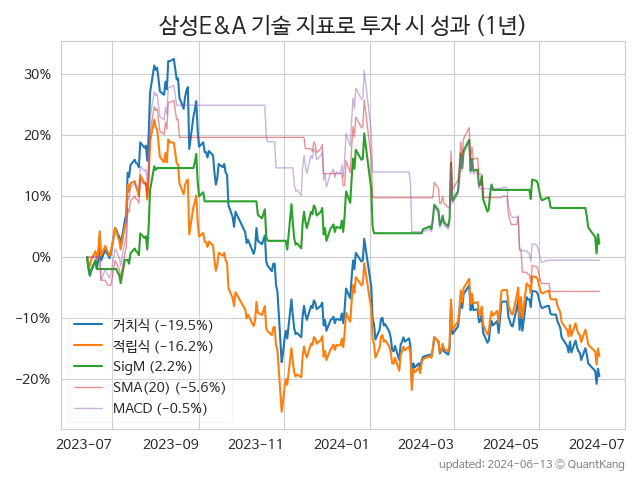 삼성E&A 기술 지표로 투자 시 성과 (1년)
30%
20%
10%
0%
−10%
−20%
거치식 (−19.5%)
적립식 (−16.2%)
SigM (2.2%)
SMA(20) (−5.6%)
MACD (−0.5%)
2023-07 2023-09 2023-11 2024-01 2024-03 2024-05 2024-07
updated: 2024-06-13 ⓒ QuantKang